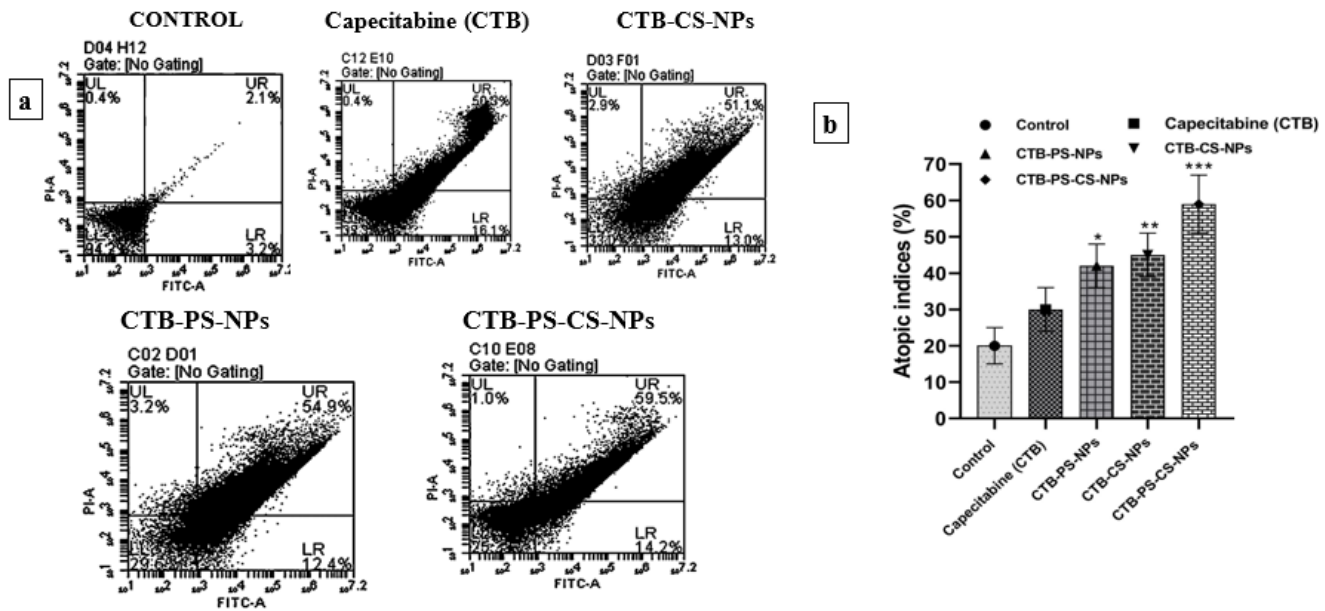 a
CONTROL
D04 H12
Gate: [No Gating]
UL
0.4%
UR
2.1%
LL
LR
3.2%
PI-A
FITC-A
Capecitabine (CTB)
C12 E10
Gate: [No Gating]
UL
0.4%
UR
LR
16.1%
PI-A
FITC-A
CTB-CS-NPs
D03 F01
Gate: [No Gating]
UL
2.9%
UR
51.1%
LR
13.0%
PI-A
FITC-A
CTB-PS-NPs
C02 D01
Gate: [No Gating]
UL
3.2%
UR
54.9%
LL
LR
12.4%
PI-A
FITC-A
CTB-PS-CS-NPs
C10 E08
Gate: [No Gating]
UL
1.0%
UR
59.5%
LR
14.2%
PI-A
FITC-A
b
Control
Capecitabine (CTB)
CTB-PS-NPs
CTB-CS-NPs
CTB-PS-CS-NPs
Atopic indices (%)
70
60
50
40
30
20
10
0
*
**
***
Control
Capecitabine (CTB)
CTB-PS-NPs
CTB-CS-NPs
CTB-PS-CS-NPs